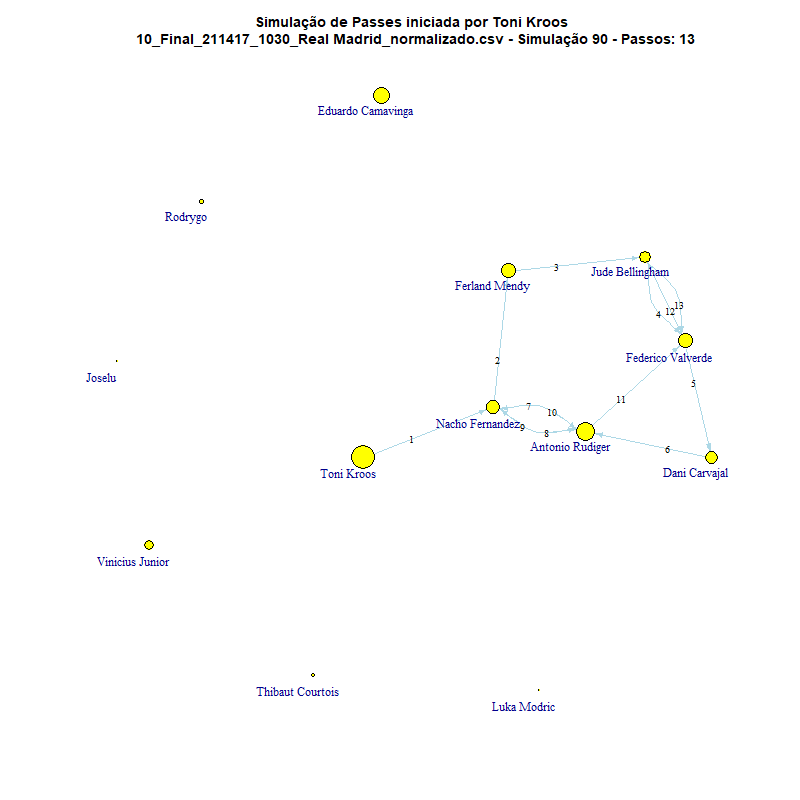 Simulação de Passes iniciada por Toni Kroos
10_Final_211417_1030_Real Madrid_normalizado.csv - Simulação 90 - Passos: 13
Eduardo Camavinga
Rodrygo
3
Jude Bellingham
Ferland Mendy
13
12
4
Federico Valverde
2
Joselu
5
11
7
10
Nacho Fernandez
9
8
1
Antonio Rudiger
6
Toni Kroos
Dani Carvajal
Vinicius Junior
Thibaut Courtois
Luka Modric